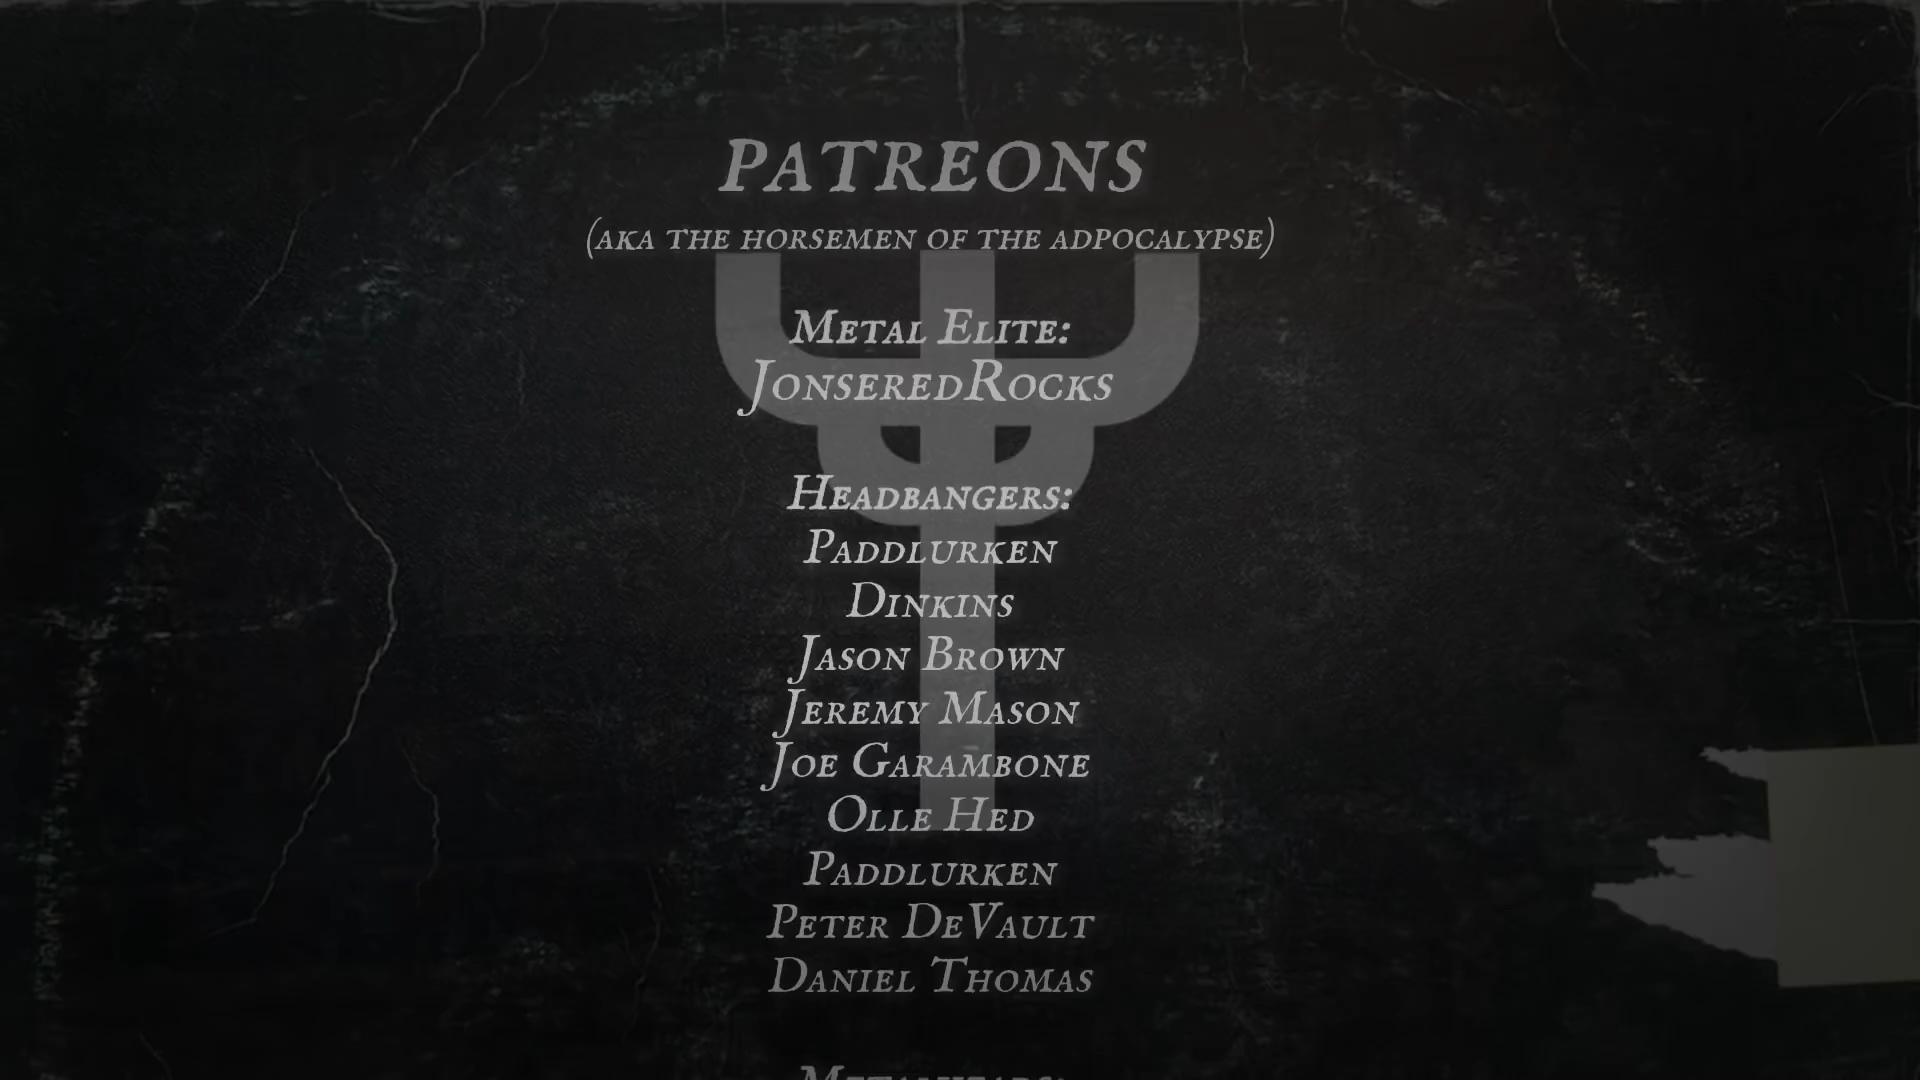 PATREONS
(AKA THE HORSEMEN OF THE ADPOCALYPSE)
METAL ELITE:
JONSEREDROCKS
HEADBANGERS:
PADDLURKEN
DINKINS
JASON BROWN
JEREMY MASON
JOE GARAMBONE
OLLE HED
PADDLURKEN
PETER DEVAULT
DANIEL THOMAS